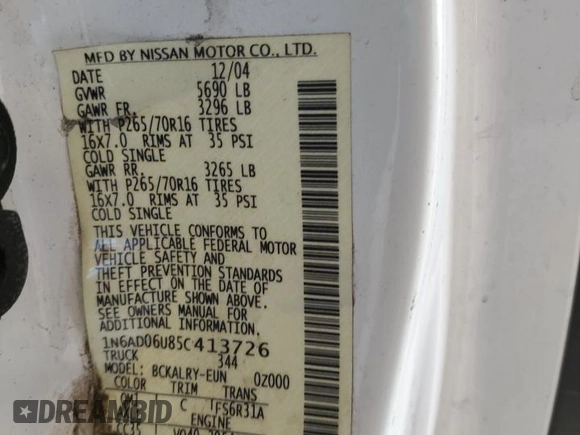 MFD BY NISSAN MOTOR CO., LTD.
DATE 12/04
GVWR 5690 LB
GAWR FR. 3296 LB
WITH P265/70R16 TIRES
16X7.0 RIMS AT 35 PSI
COLD SINGLE
GAWR RR. 3265 LB
WITH P265/70R16 TIRES
16X7.0 RIMS AT 35 PSI
COLD SINGLE
THIS VEHICLE CONFORMS TO
ALL APPLICABLE FEDERAL MOTOR
VEHICLE SAFETY AND
THEFT PREVENTION STANDARDS
IN EFFECT ON THE DATE OF
MANUFACTURE SHOWN ABOVE.
SEE OWNERS MANUAL FOR
ADDITIONAL INFORMATION.
1N6AD06U85C413726
TRUCK 344
MODEL: BCKALRY-EUN 0Z000
COLOR TRIM TRANS
C TFS6R31A
ENGINE
DREAMBID